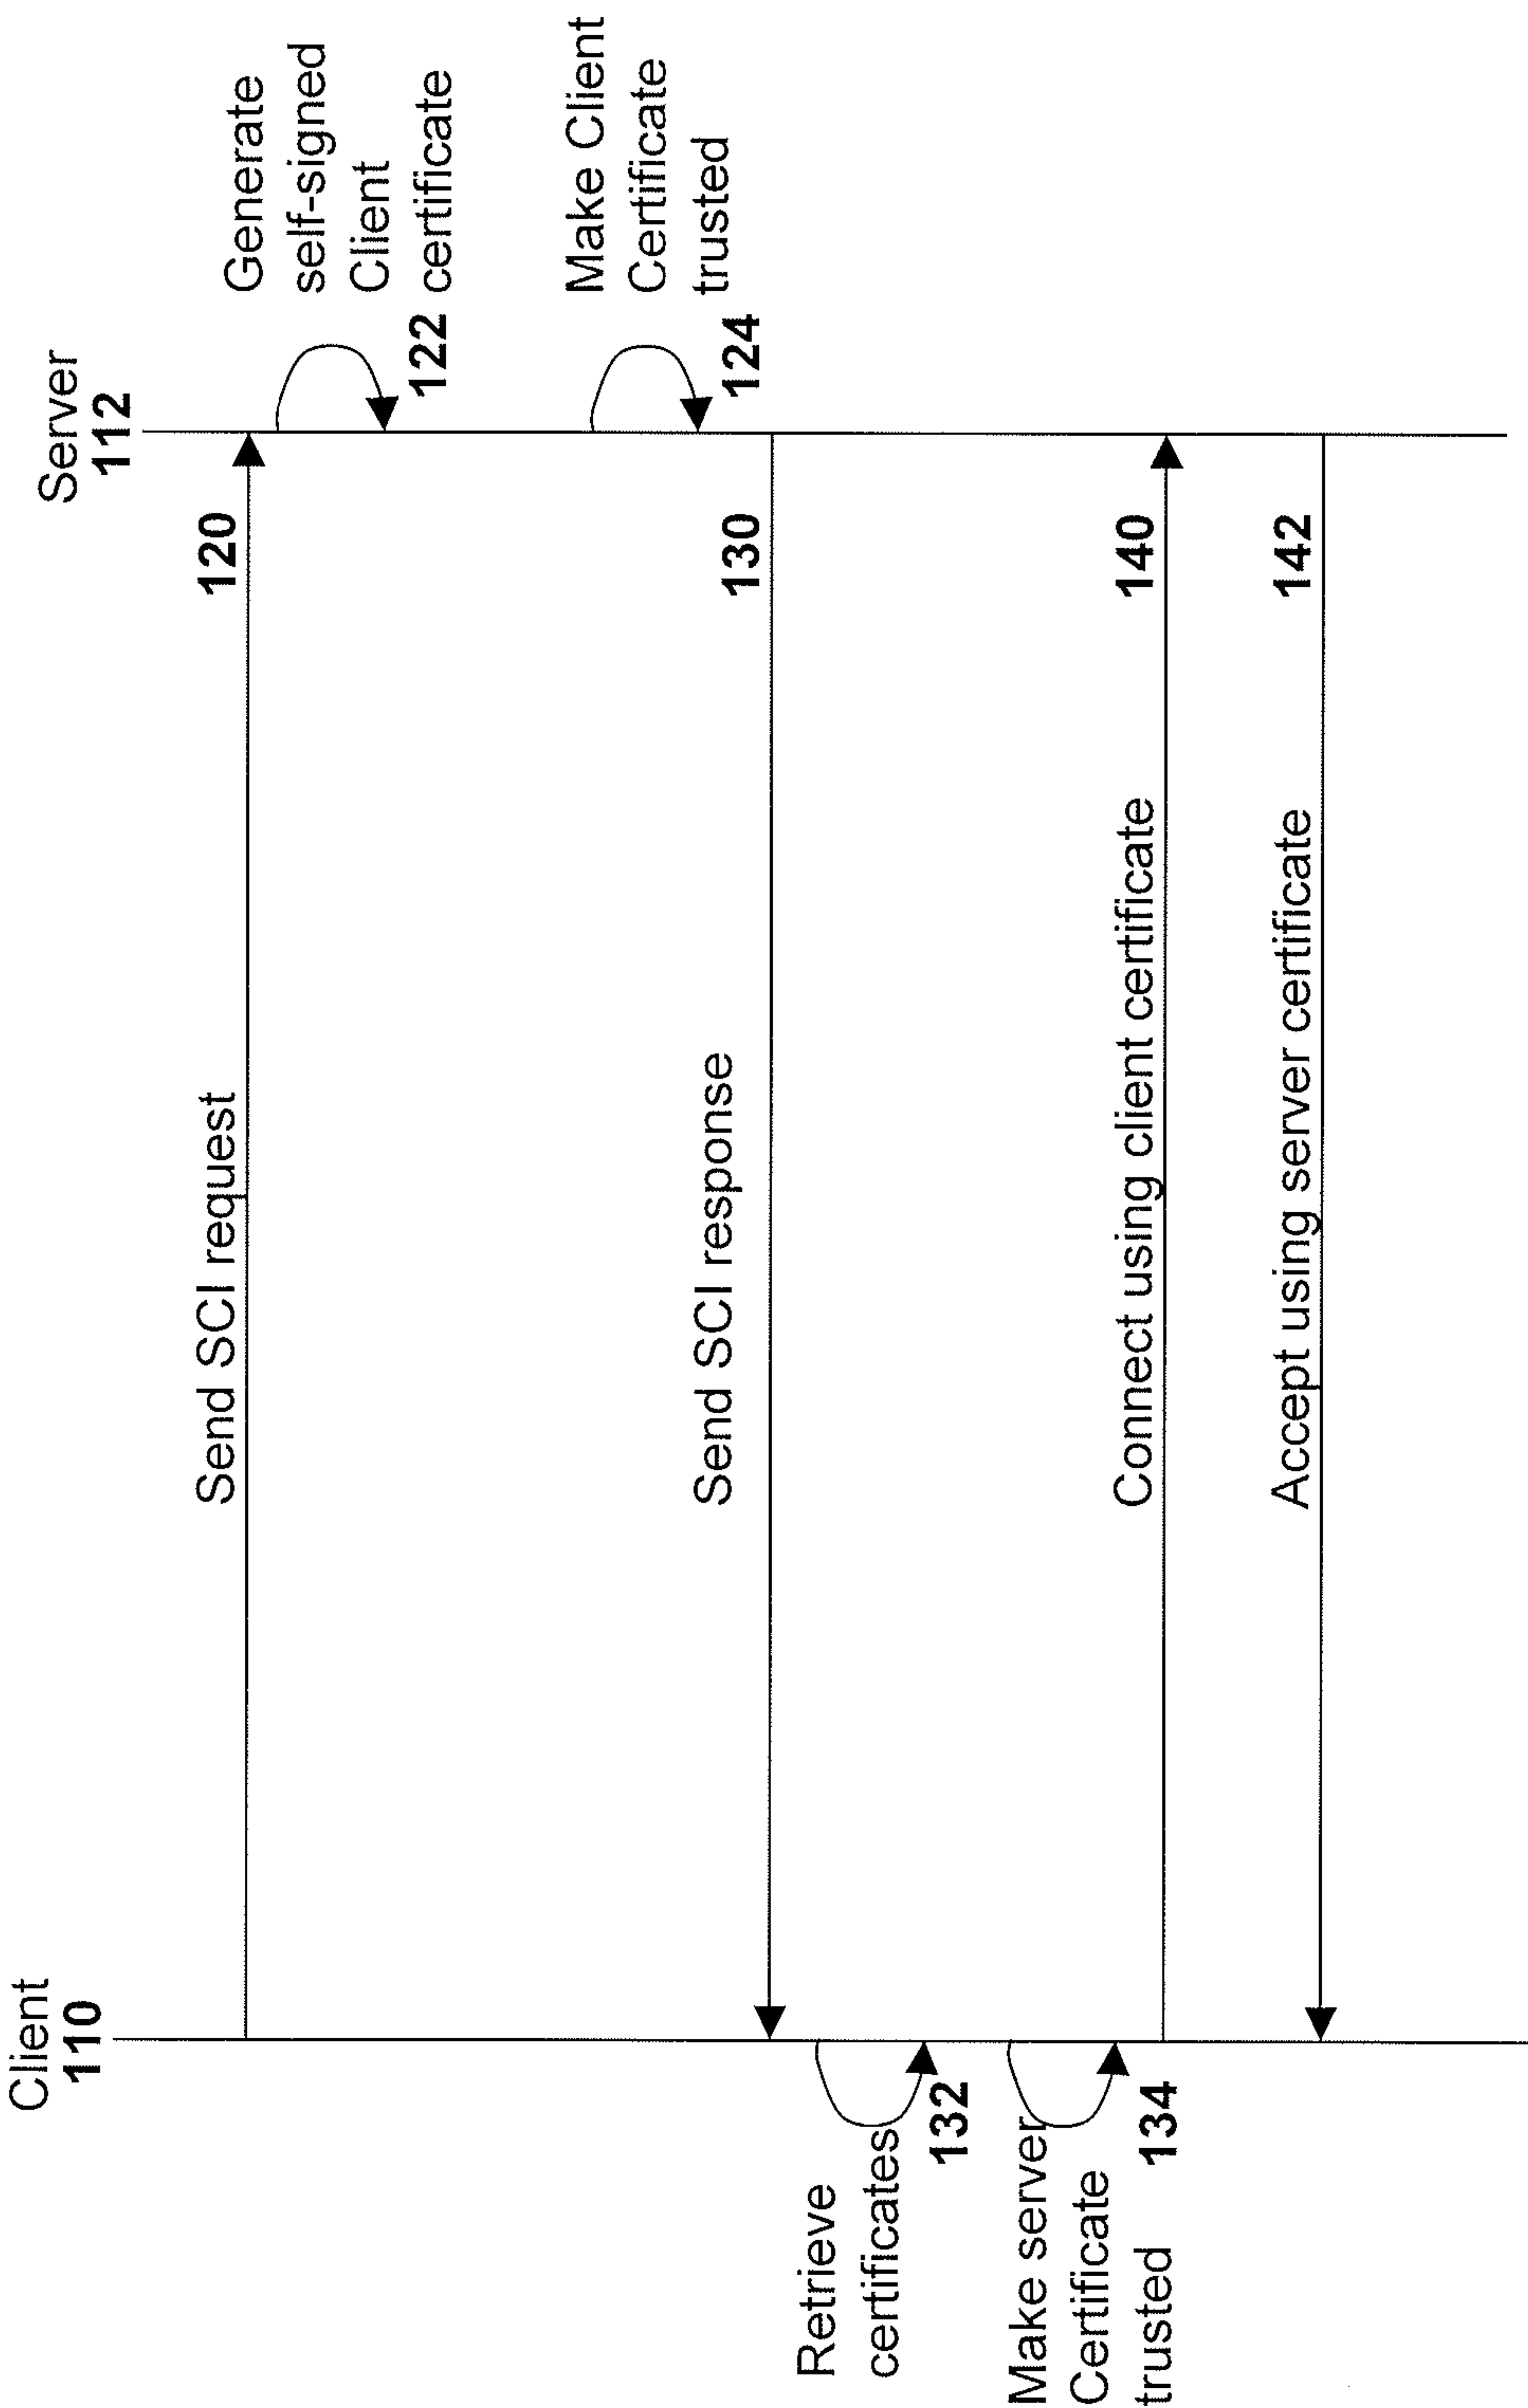 Client
110
Server
112
Send SCI request
120
Generate
self-signed
Client
122 certificate
Make Client
Certificate
trusted
124
Send SCI response
130
Retrieve
certificates
132
Make server
Certificate
trusted 134
Connect using client certificate
140
Accept using server certificate
142